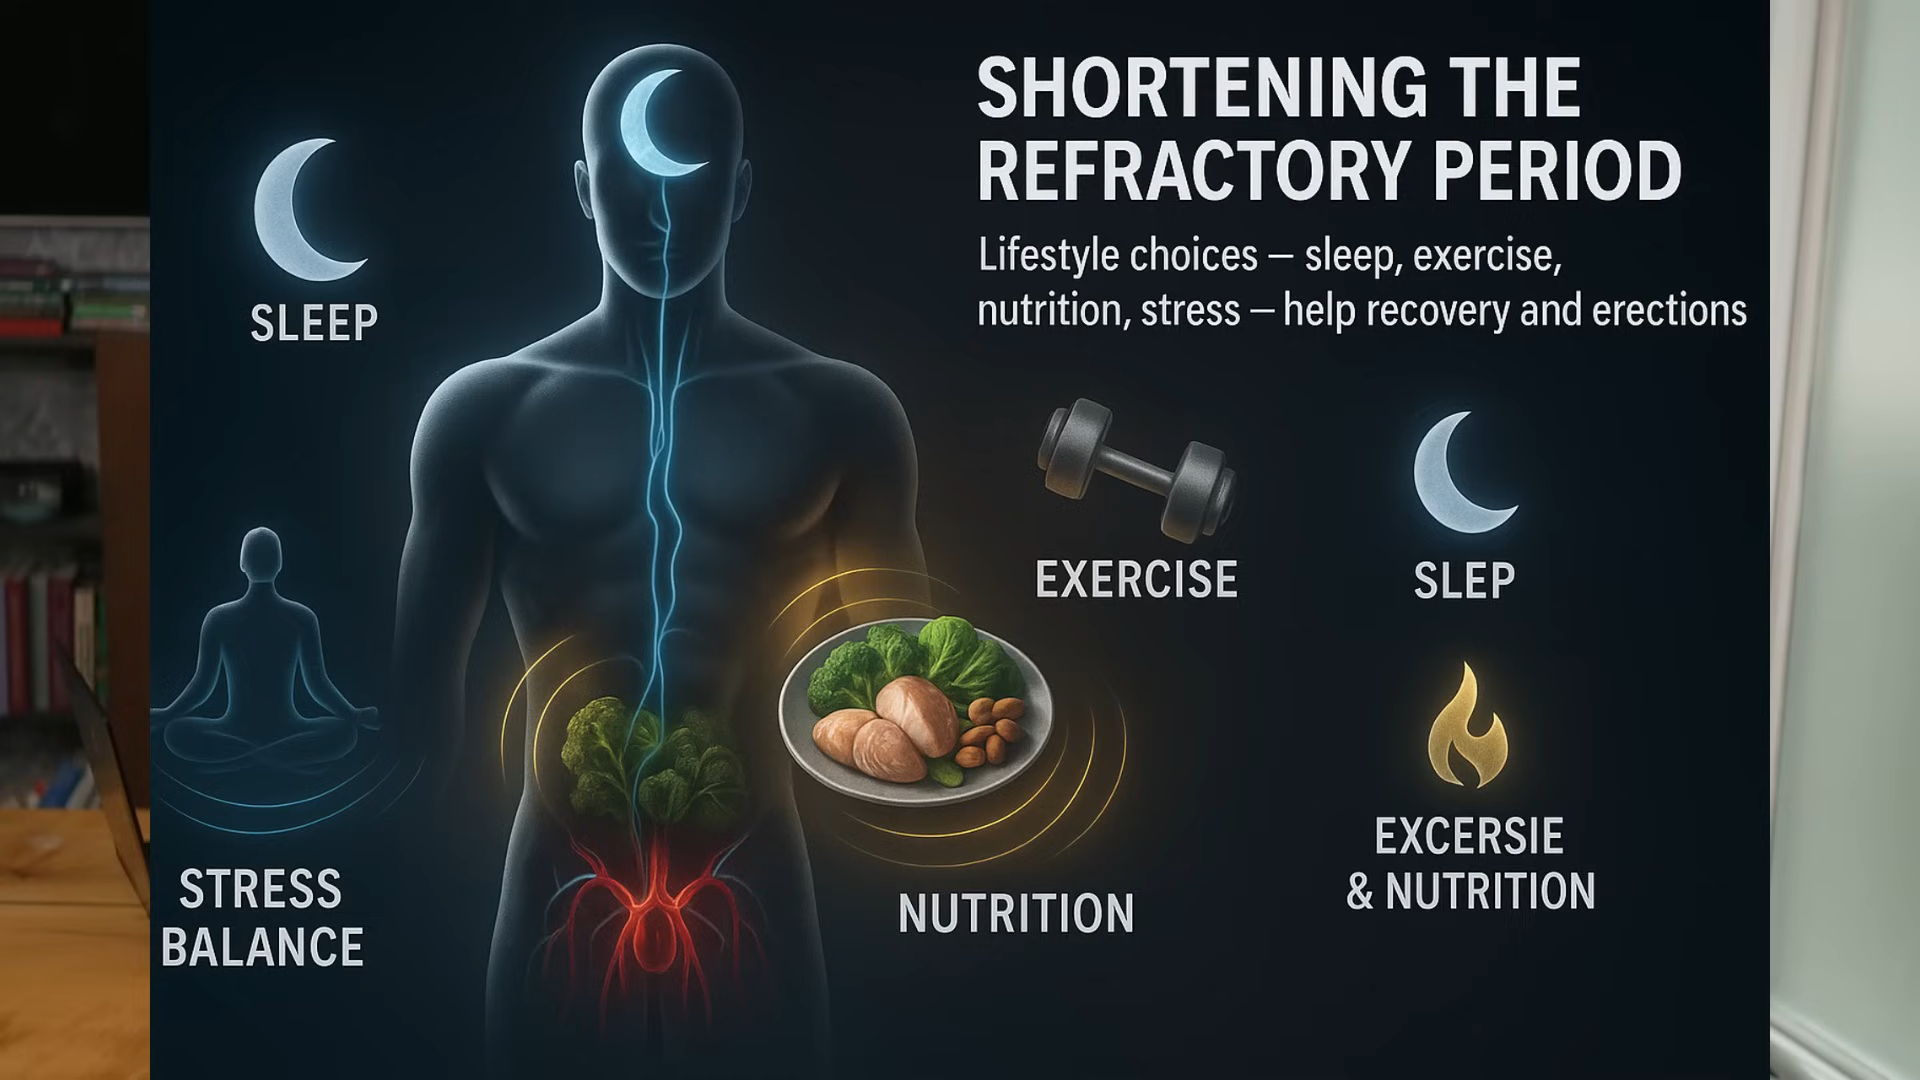 SHORTENING THE
REFRACTORY PERIOD
Lifestyle choices – sleep, exercise,
nutrition, stress – help recovery and erections
SLEEP
EXERCISE
SLEP
STRESS
BALANCE
NUTRITION
EXCERSIE
& NUTRITION